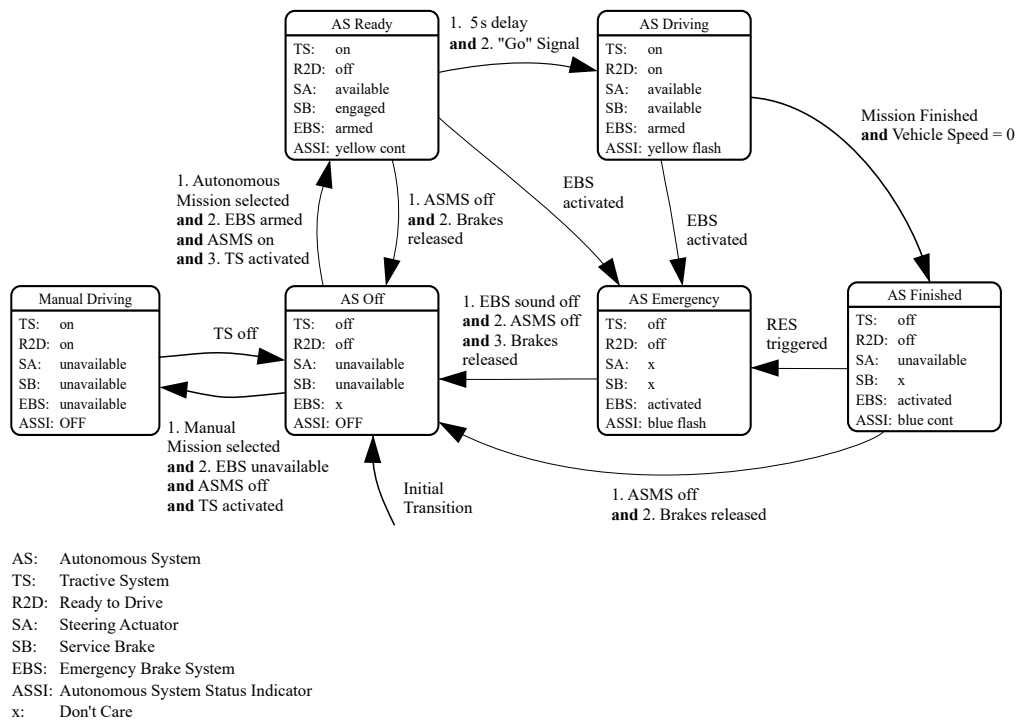 AS Ready
TS: on
R2D: off
SA: available
SB: engaged
EBS: armed
ASSI: yellow cont
1. 5s delay
and 2. "Go" Signal
AS Driving
TS: on
R2D: on
SA: available
SB: available
EBS: armed
ASSI: yellow flash
Mission Finished
and Vehicle Speed = 0
1. Autonomous
Mission selected
and 2. EBS armed
and ASMS on
and 3. TS activated
1. ASMS off
and 2. Brakes
released
EBS
activated
EBS
activated
Manual Driving
TS: on
R2D: on
SA: unavailable
SB: unavailable
EBS: unavailable
ASSI: OFF
TS off
AS Off
TS: off
R2D: off
SA: unavailable
SB: unavailable
EBS: x
ASSI: OFF
1. EBS sound off
and 2. ASMS off
and 3. Brakes
released
AS Emergency
TS: off
R2D: off
SA: x
SB: x
EBS: activated
ASSI: blue flash
RES
triggered
AS Finished
TS: off
R2D: off
SA: unavailable
SB: x
EBS: activated
ASSI: blue cont
1. Manual
Mission selected
and 2. EBS unavailable
and ASMS off
and TS activated
Initial
Transition
1. ASMS off
and 2. Brakes released
AS: Autonomous System
TS: Tractive System
R2D: Ready to Drive
SA: Steering Actuator
SB: Service Brake
EBS: Emergency Brake System
ASSI: Autonomous System Status Indicator
x: Don't Care